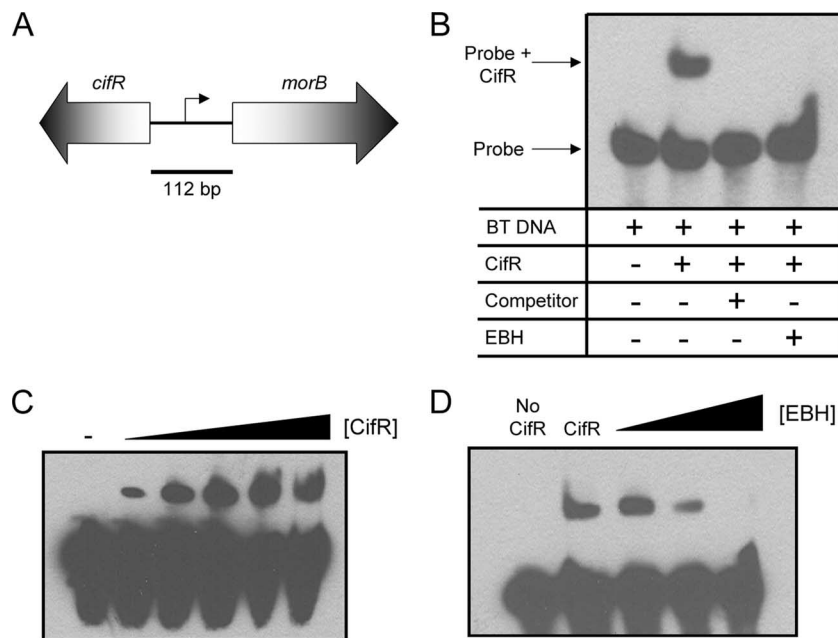 A
cifR
morB
112 bp
B
Probe +
CifR
Probe
BT DNA + + + +
CifR - + + +
Competitor - - + -
EBH - - - +
C
- [CifR]
D
No
CifR CifR [EBH]